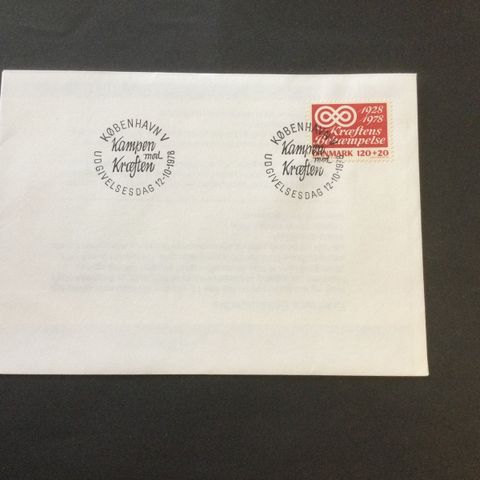 KØBENHAVN V
Kampen
mod
Kræften
UDGIVELSESDAG 12-10-1978
KØBENHAVN V
Kampen
mod
Kræften
UDGIVELSESDAG 12-10-1978
1928
1978
Kræftens
Bekæmpelse
DANMARK 120+20